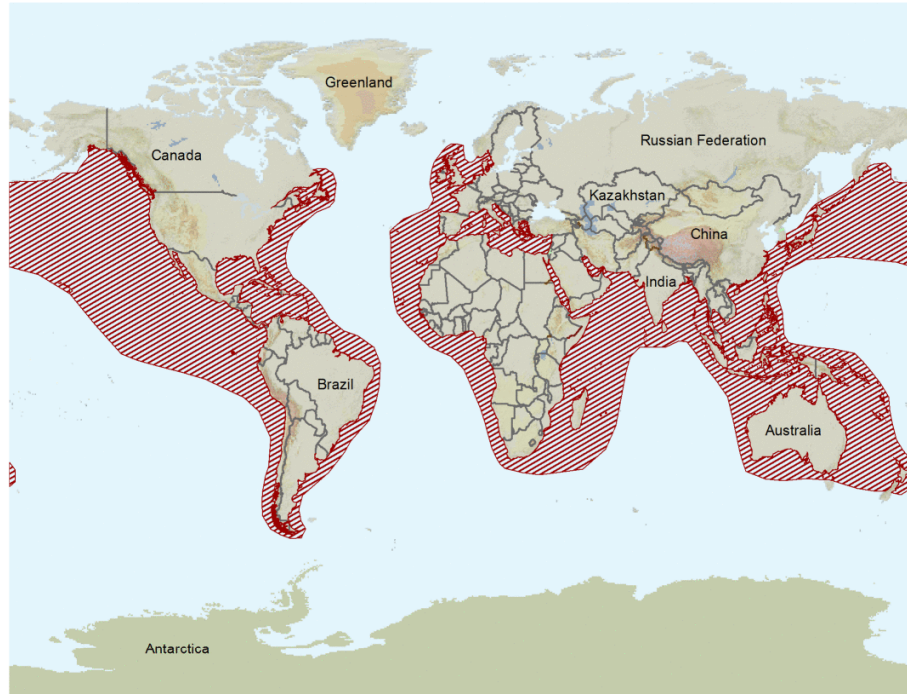 Greenland
Canada
Russian Federation
Kazakhstan
China
India
Brazil
Australia
Antarctica